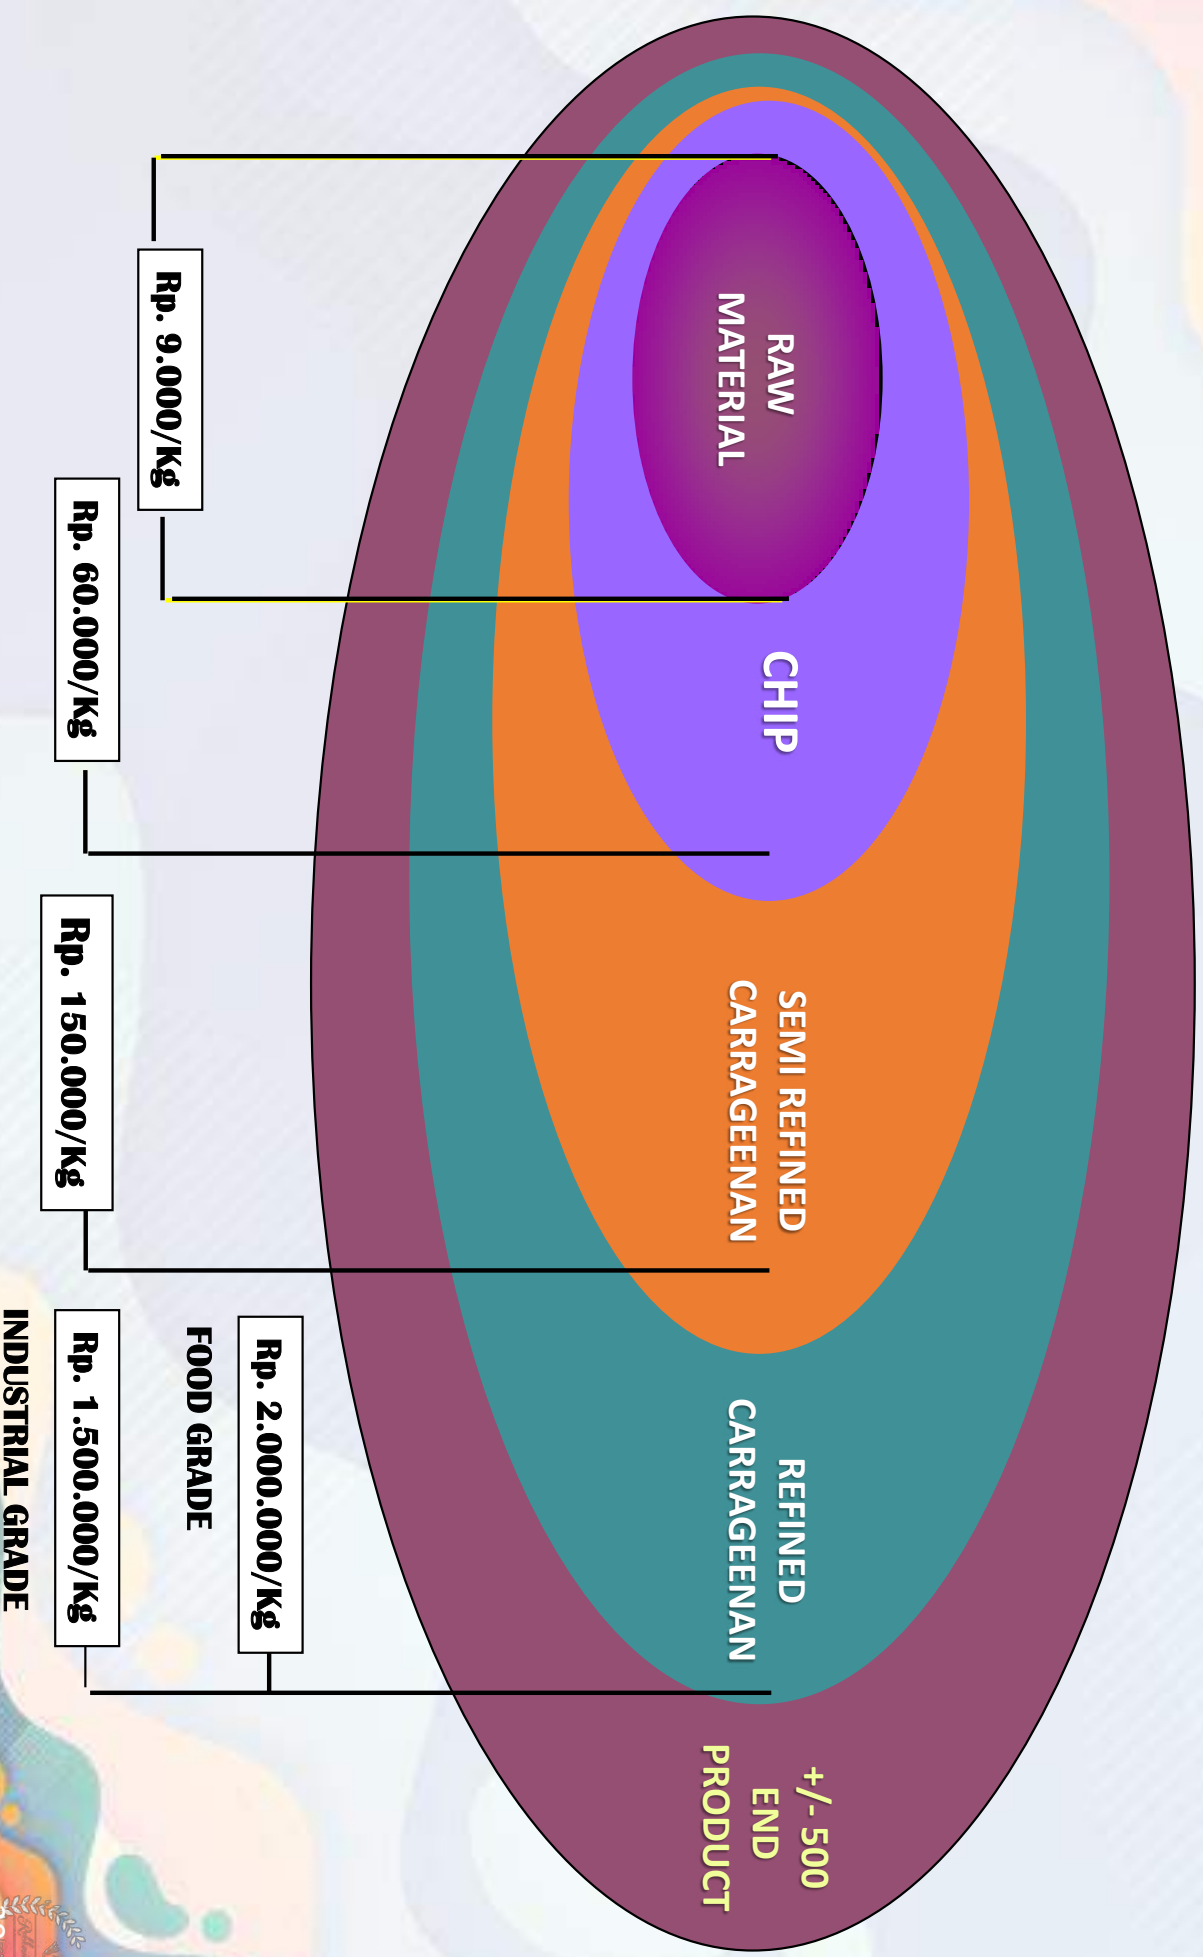 RAW
MATERIAL
CHIP
SEMI REFINED
CARRAGEENAN
REFINED
CARRAGEENAN
+/- 500
END
PRODUCT
Rp. 9.000/Kg
Rp. 60.000/Kg
Rp. 150.000/Kg
Rp. 2.000.000/Kg
FOOD GRADE
Rp. 1.500.000/Kg
INDUSTRIAL GRADE